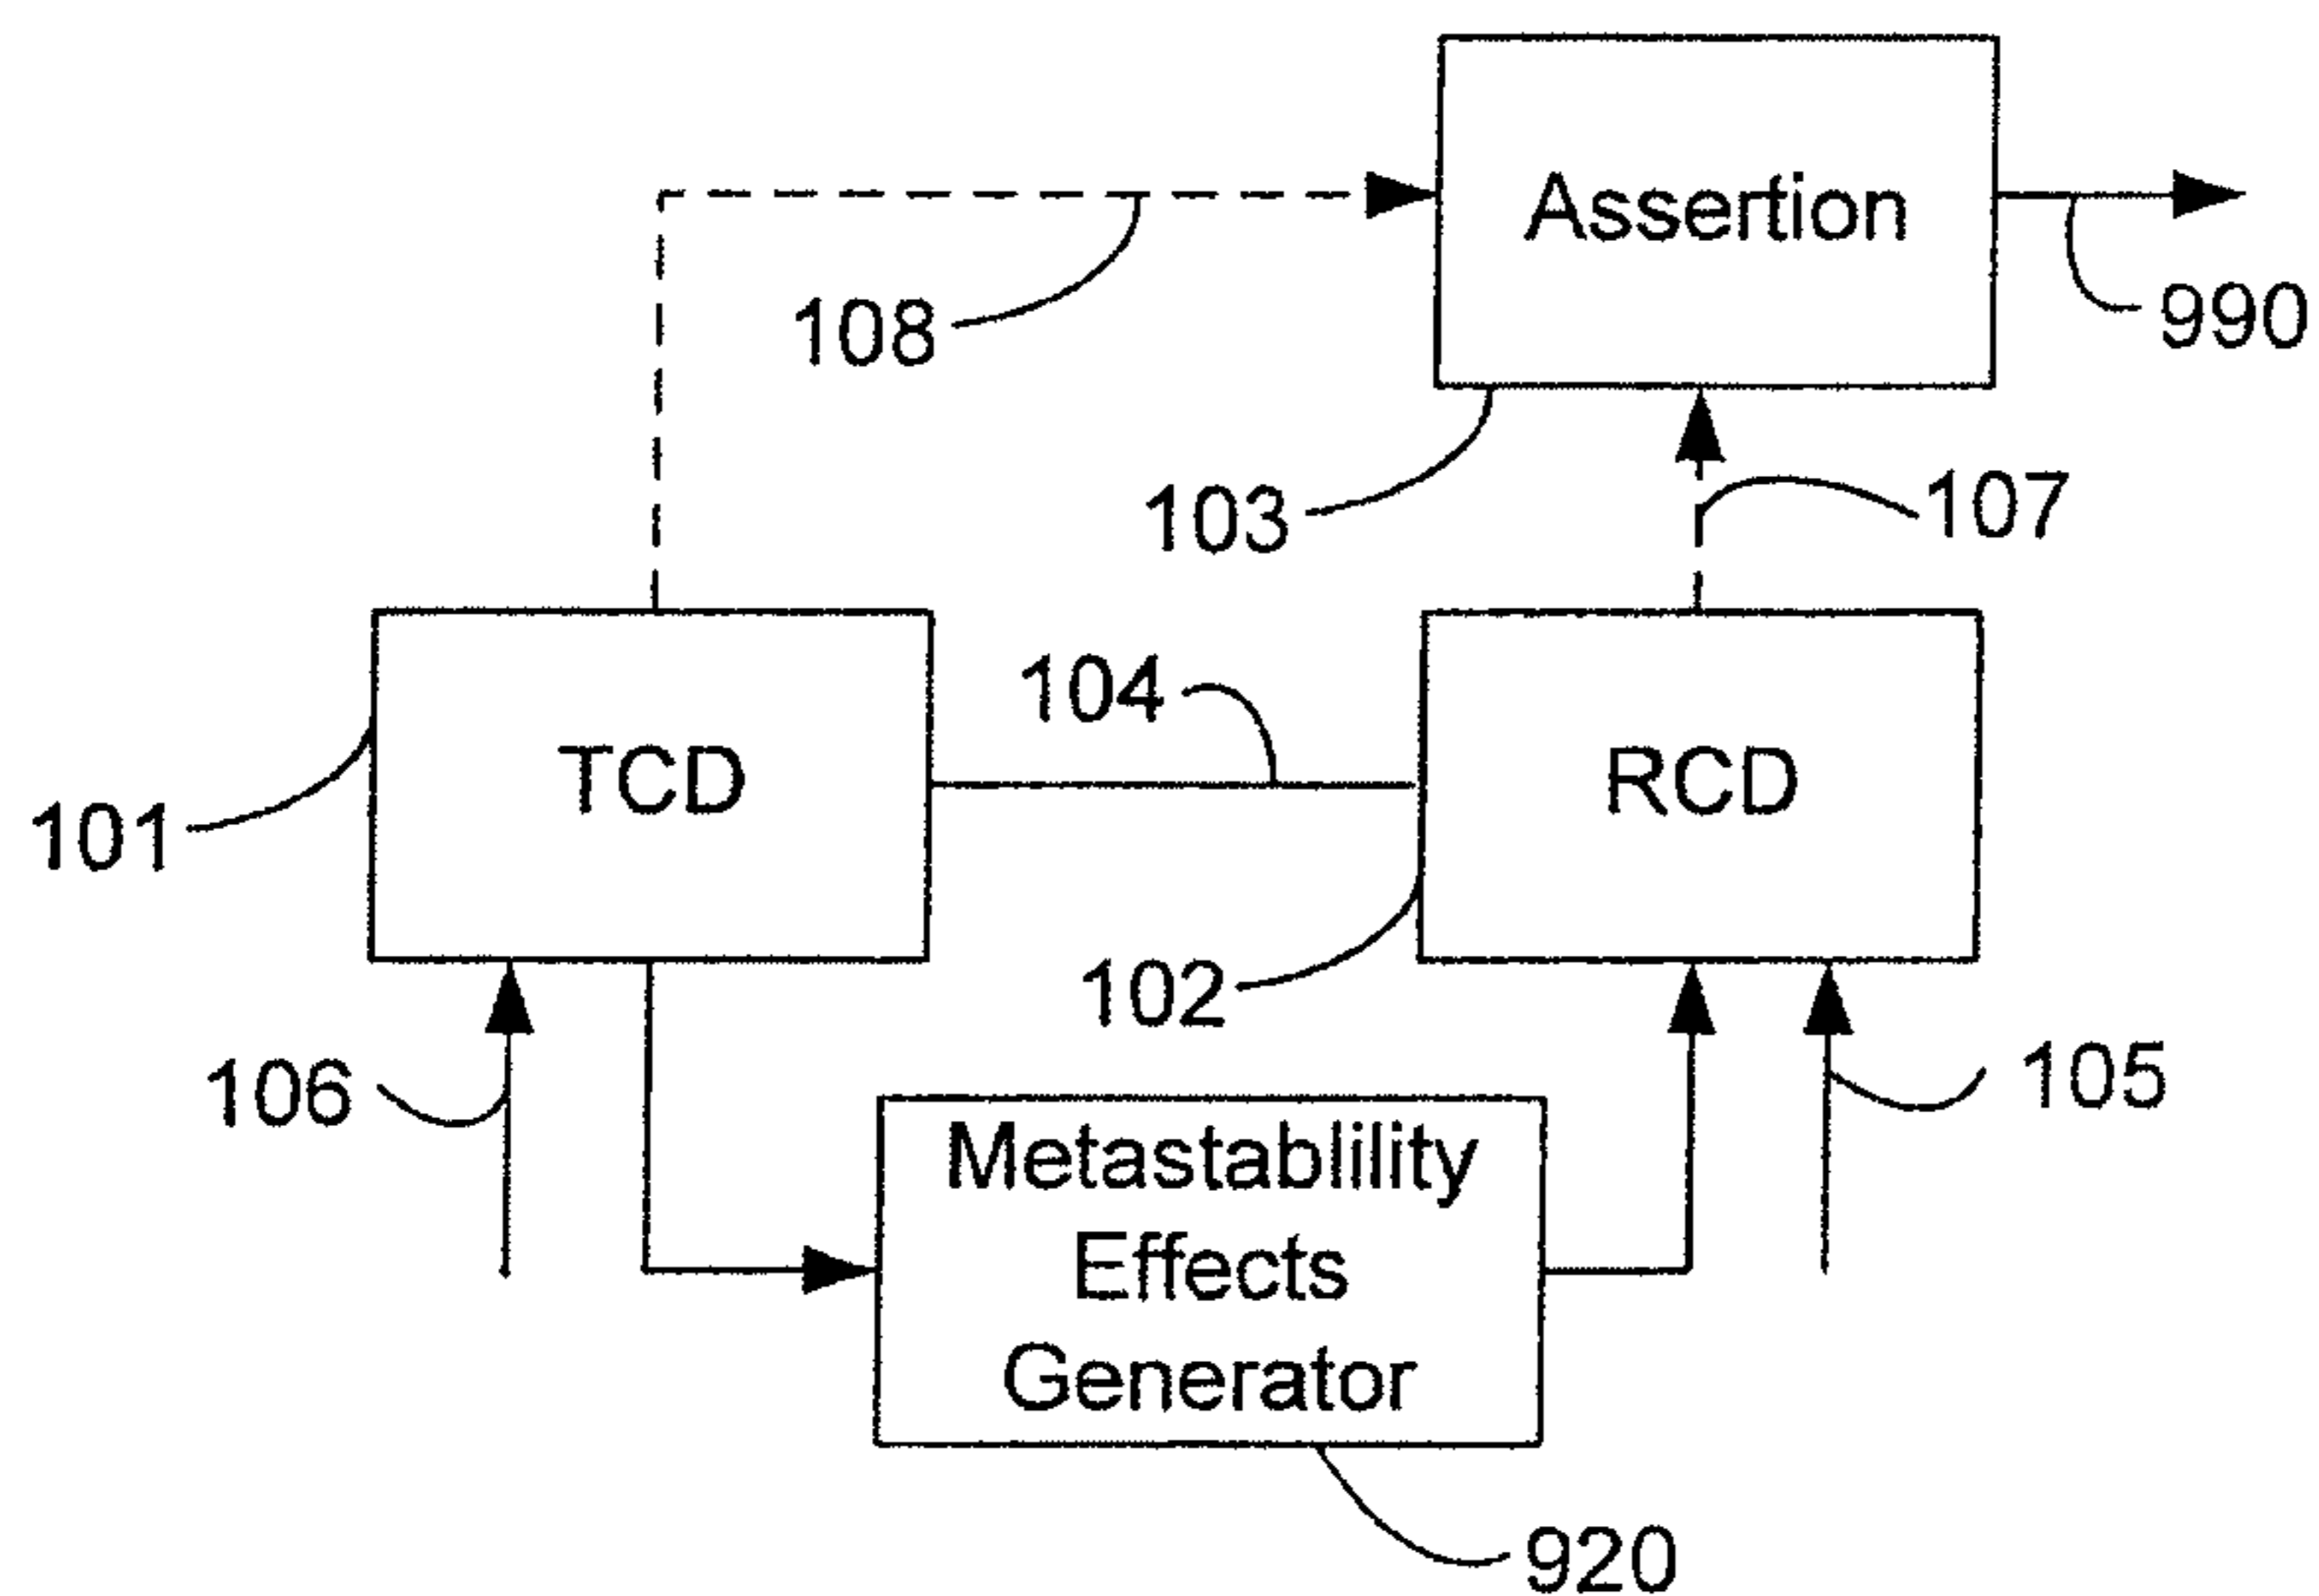 Assertion
108
990
103
107
104
TCD
RCD
101
102
106
105
Metastablility
Effects
Generator
920